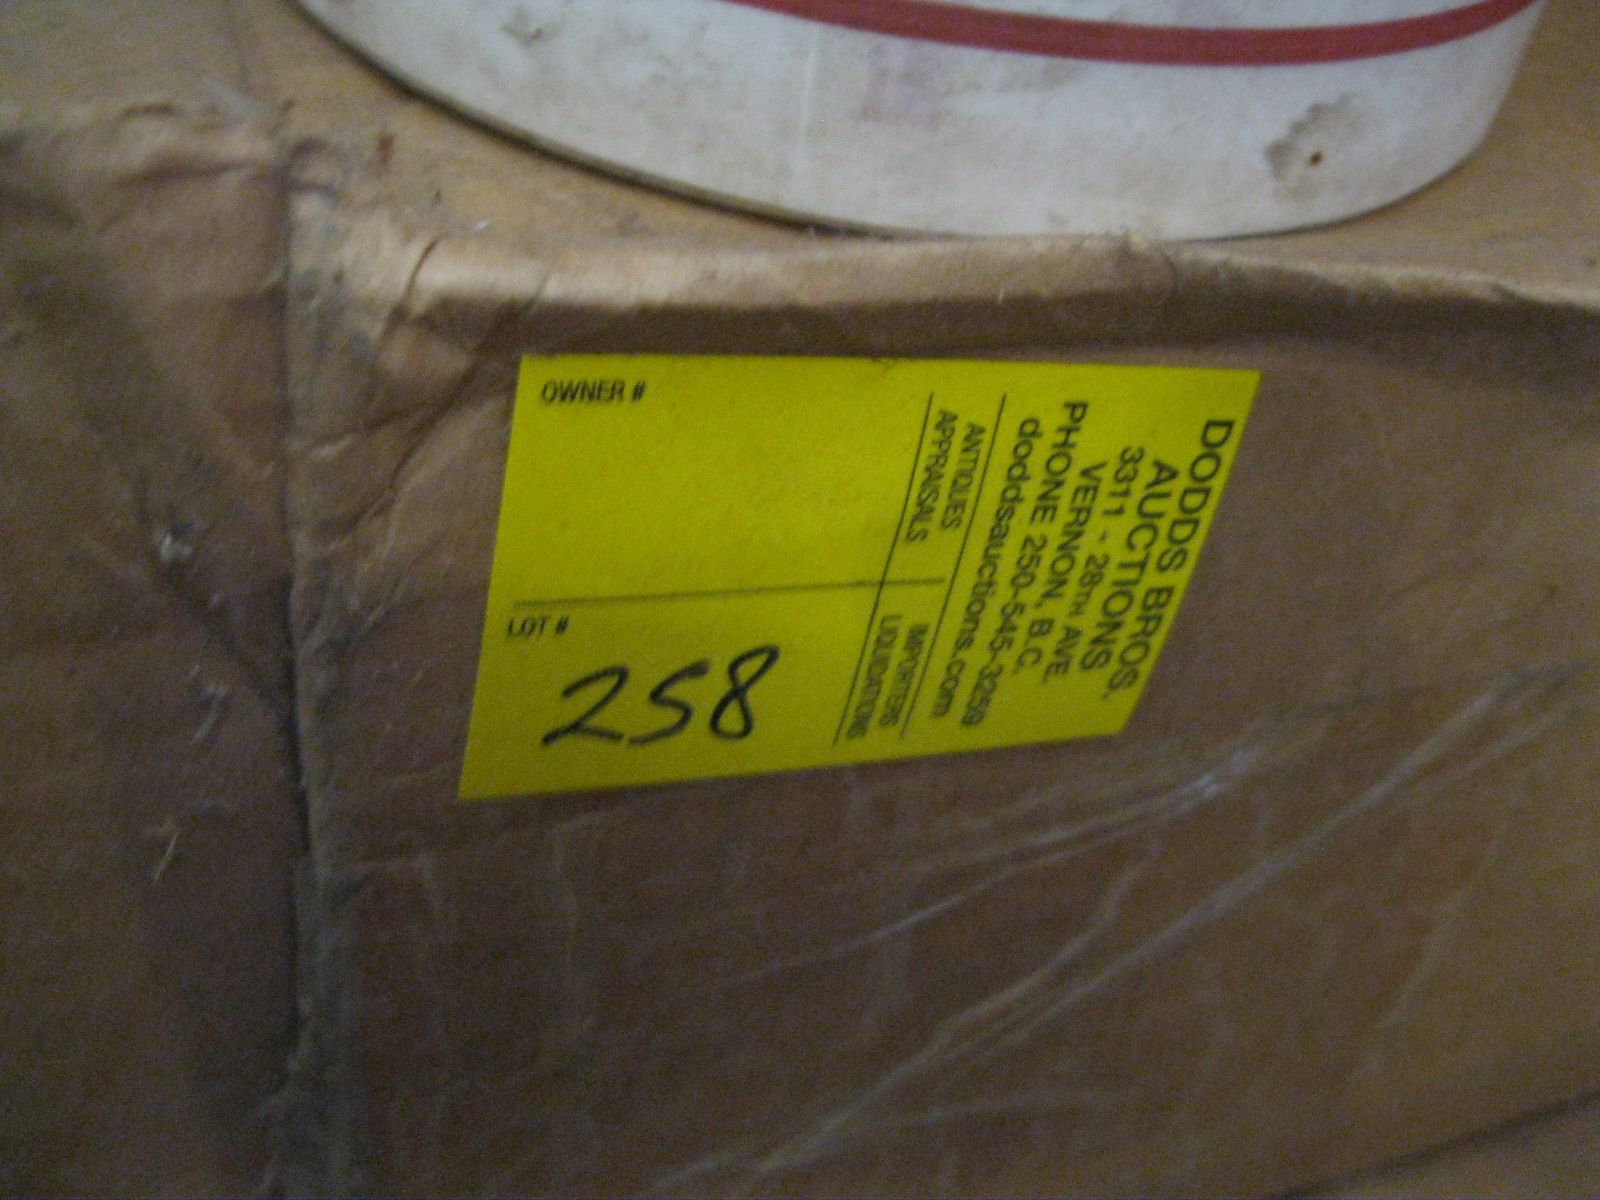 DODDS BROS.
AUCTIONS
3311 - 28TH AVE.
VERNON, B.C.
PHONE 250-545-3259
doddsauctions.com
ANTIQUES IMPORTERS
APPRAISALS LIQUIDATIONS
OWNER #
LOT #
258